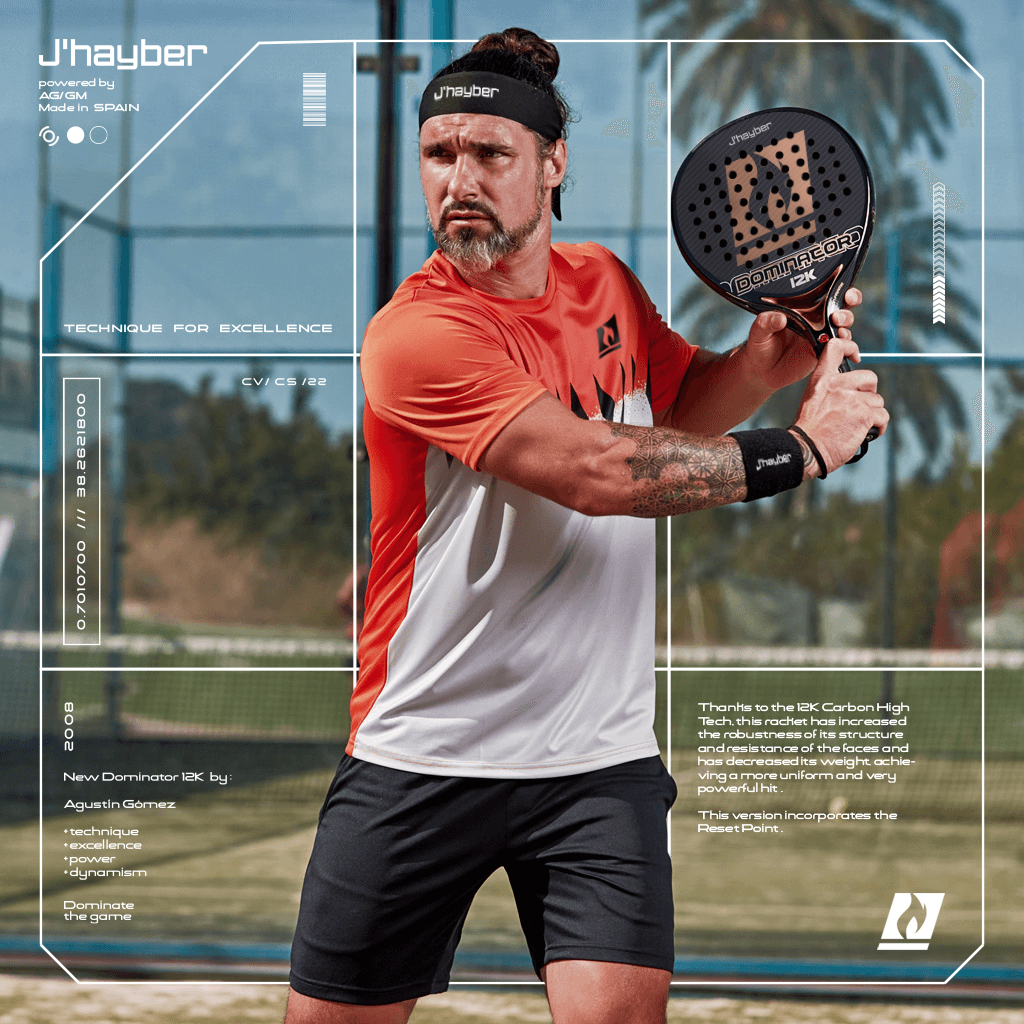 J'hayber
powered by
AG/GM
Made in SPAIN
J'hayber
J'hayber
DOMINATOR
12K
TECHNIQUE FOR EXCELLENCE
CV/ CS /22
0.7010700 // 38.2621800
J'hayber
2008
New Dominator 12K by:
Agustín Gómez
+technique
+excellence
+power
+dynamism
Dominate
the game
Thanks to the 12K Carbon High
Tech, this racket has increased
the robustness of its structure
and resistance of the faces and
has decreased its weight, achie-
ving a more uniform and very
powerful hit.
This version incorporates the
Reset Point.